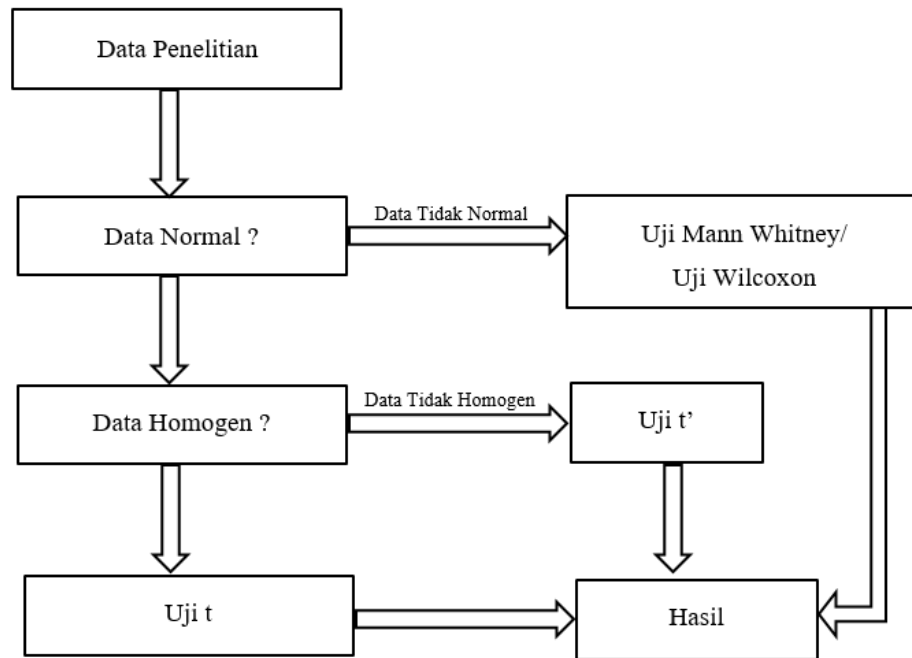 Data Penelitian
Data Normal ?
Data Tidak Normal
Uji Mann Whitney/
Uji Wilcoxon
Data Homogen ?
Data Tidak Homogen
Uji t’
Uji t
Hasil